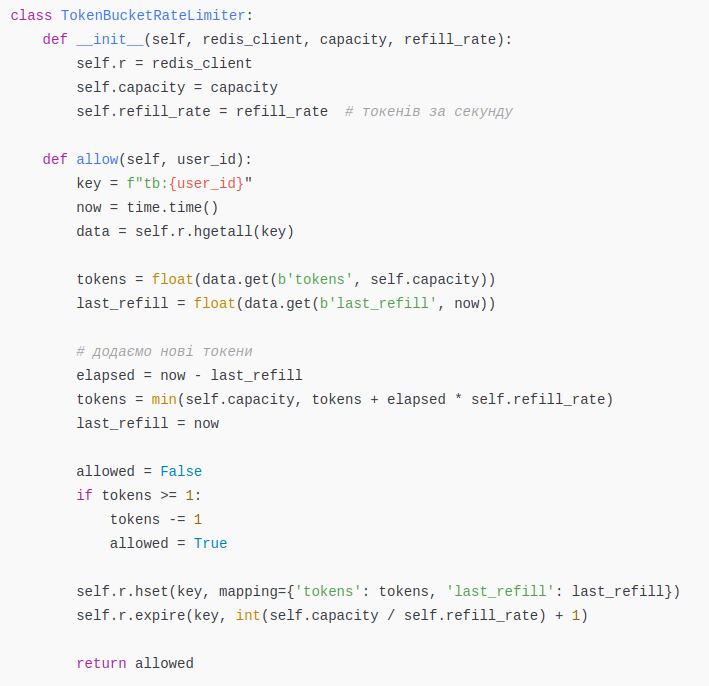 class TokenBucketRateLimiter:
    def __init__(self, redis_client, capacity, refill_rate):
        self.r = redis_client
        self.capacity = capacity
        self.refill_rate = refill_rate  # токенів за секунду

    def allow(self, user_id):
        key = f"tb:{user_id}"
        now = time.time()
        data = self.r.hgetall(key)

        tokens = float(data.get(b'tokens', self.capacity))
        last_refill = float(data.get(b'last_refill', now))

        # додаємо нові токени
        elapsed = now - last_refill
        tokens = min(self.capacity, tokens + elapsed * self.refill_rate)
        last_refill = now

        allowed = False
        if tokens >= 1:
            tokens -= 1
            allowed = True

        self.r.hset(key, mapping={'tokens': tokens, 'last_refill': last_refill})
        self.r.expire(key, int(self.capacity / self.refill_rate) + 1)

        return allowed